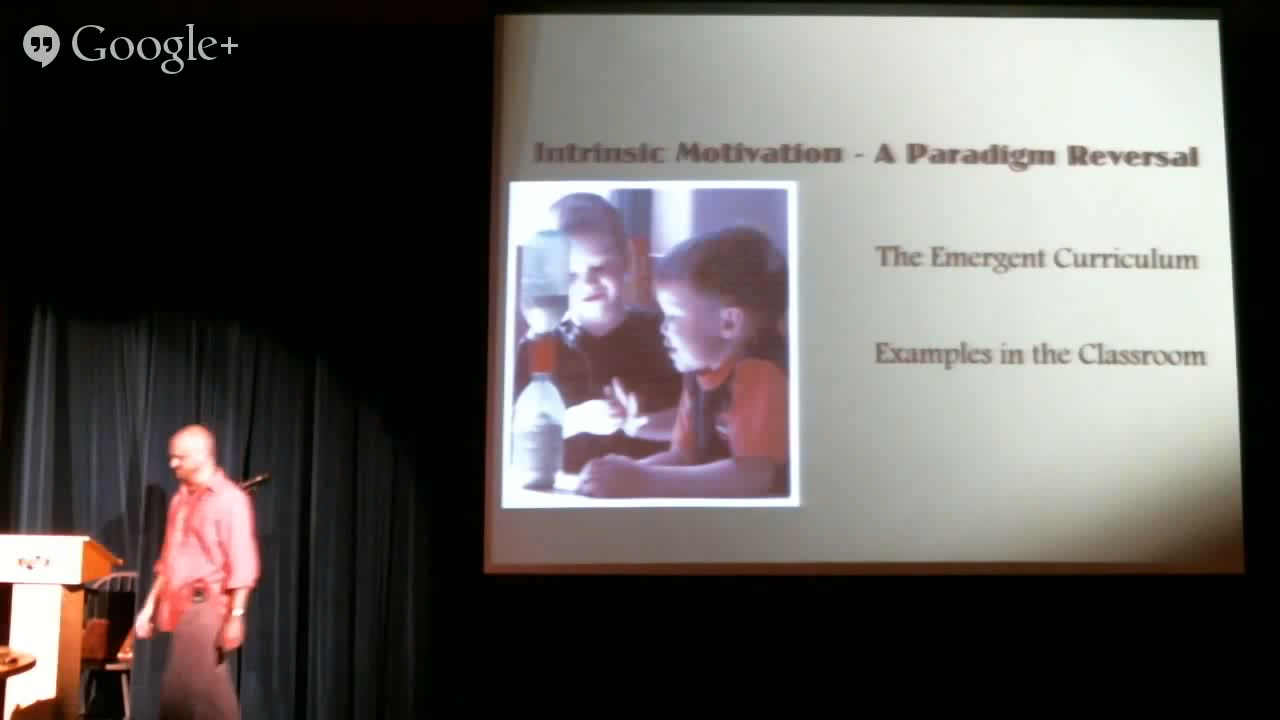 Google+
Intrinsic Motivation - A Paradigm Reversal
The Emergent Curriculum
Examples in the Classroom